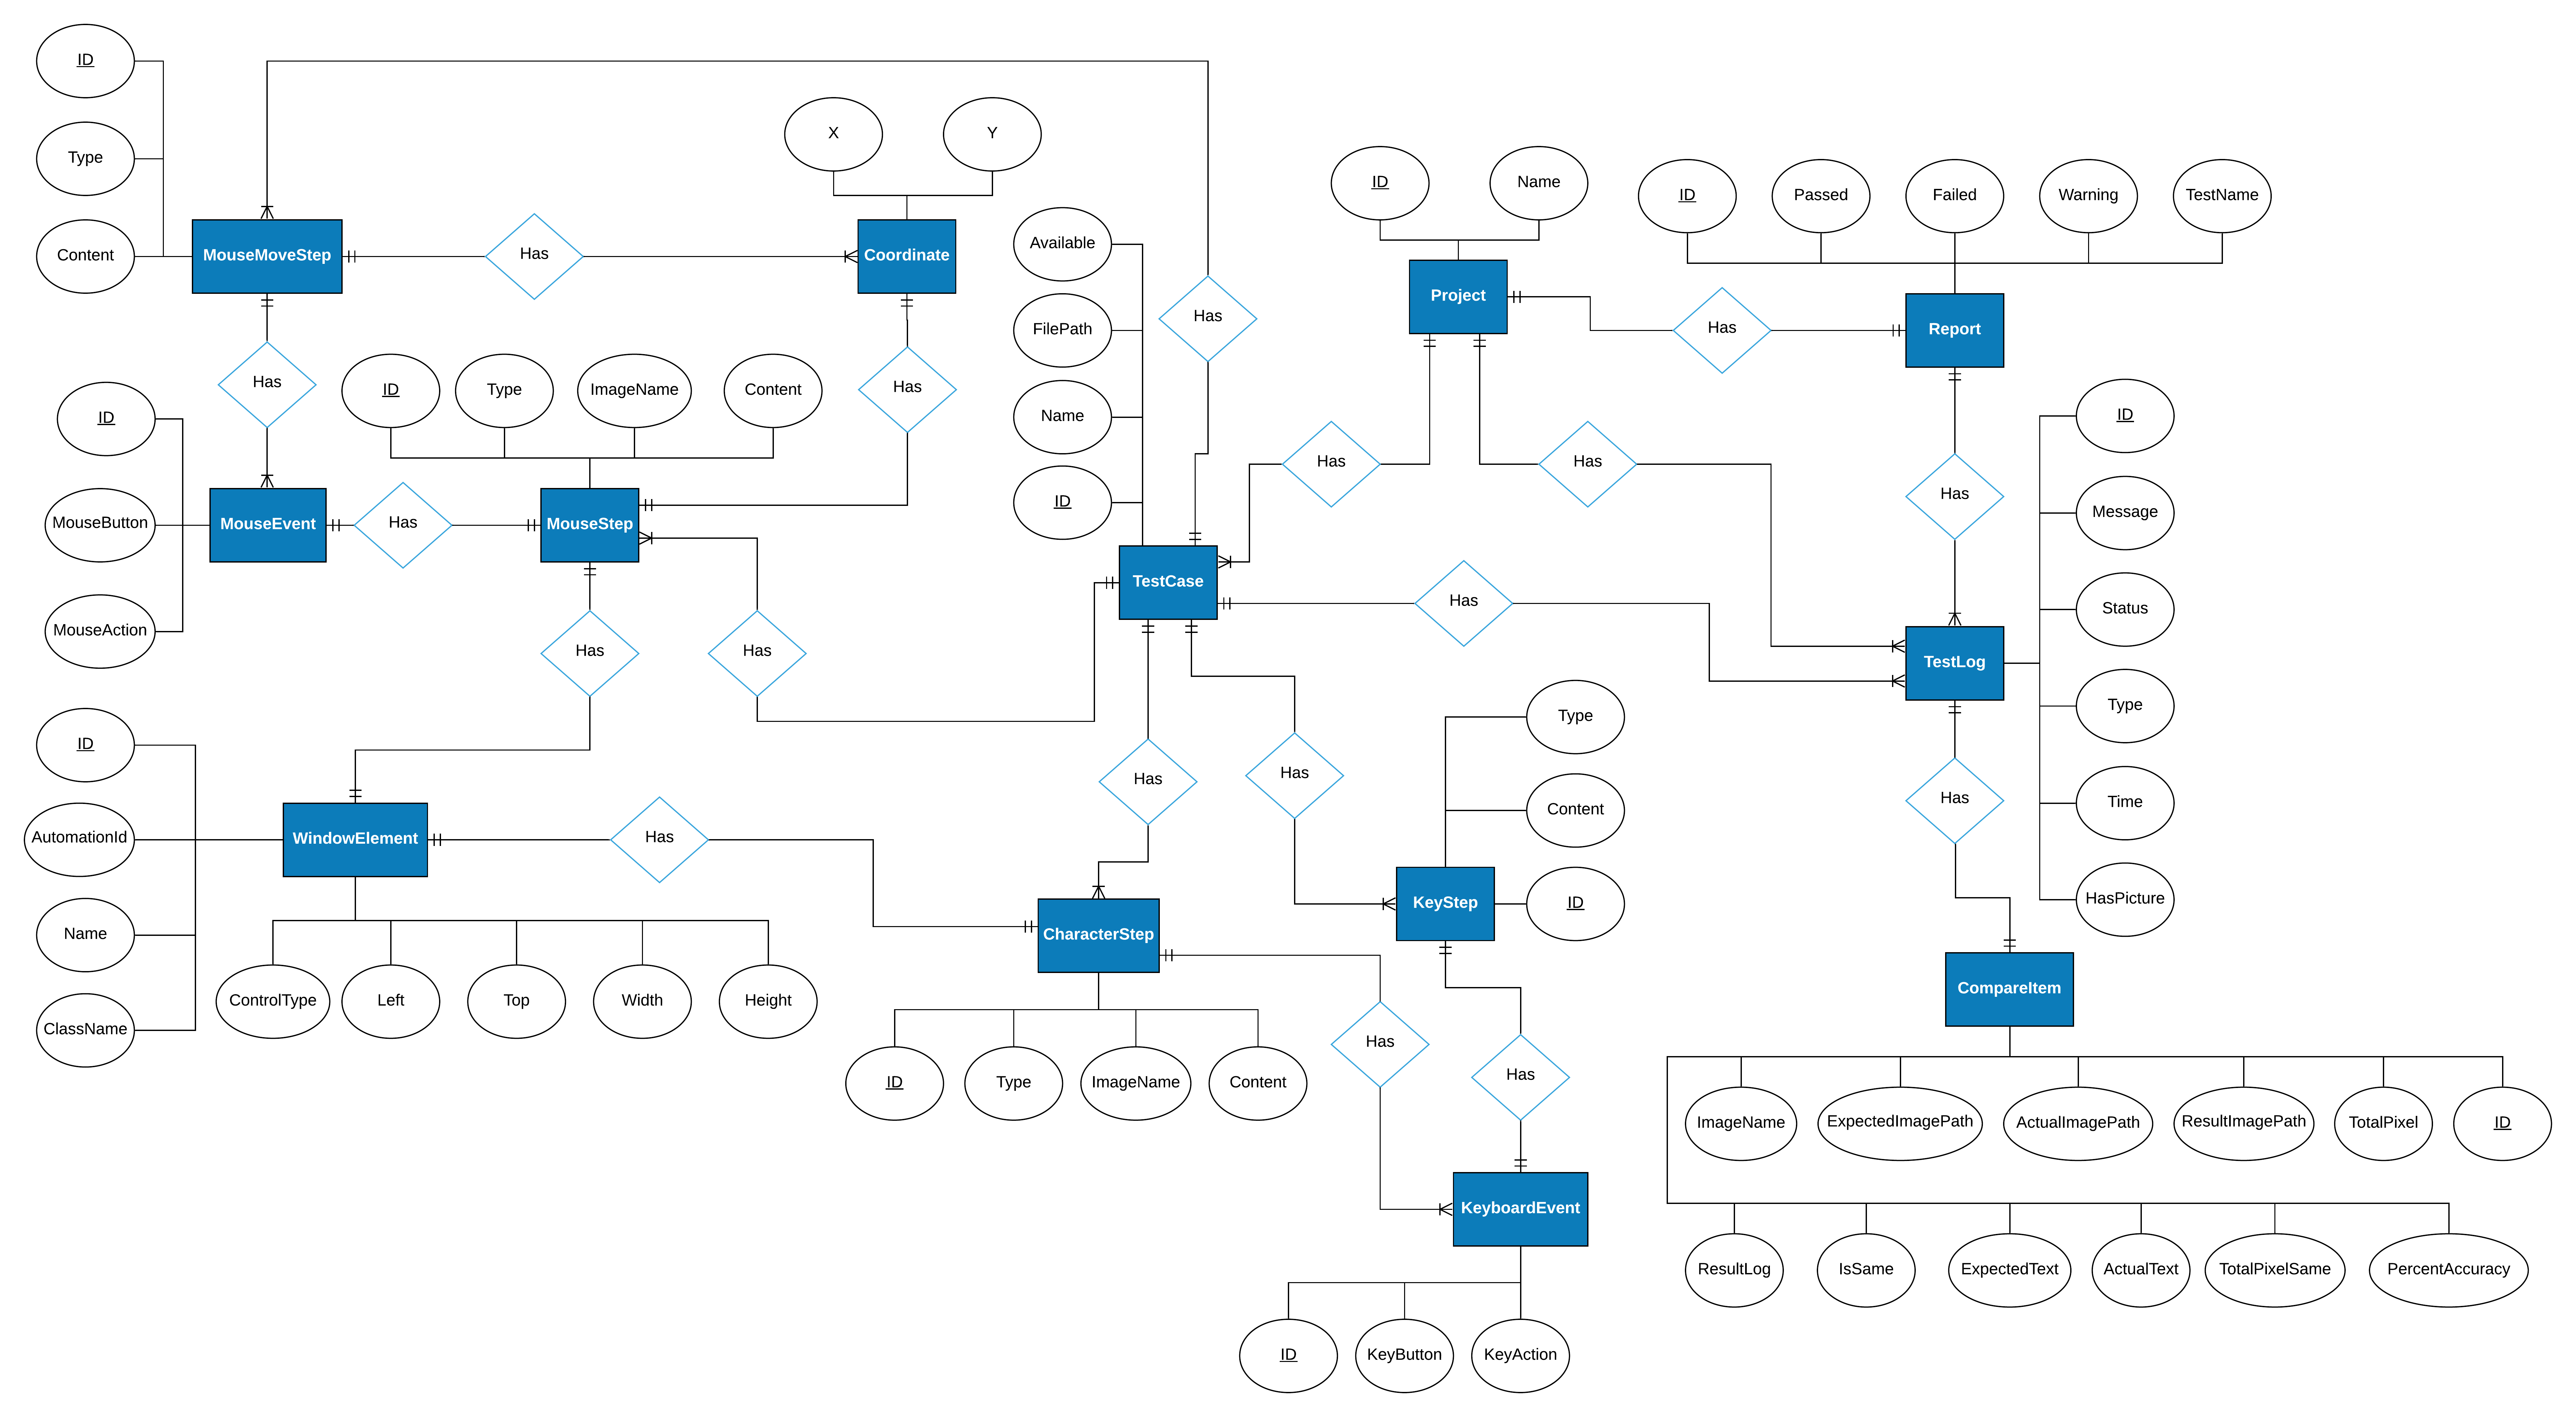 ID
Type
Content
MouseMoveStep
Has
Coordinate
X
Y
Has
ID
MouseButton
MouseAction
MouseEvent
Has
ID
Type
ImageName
Content
MouseStep
Has
Has
Has
Available
FilePath
Name
ID
Has
TestCase
ID
Name
Project
Has
ID
Passed
Failed
Warning
TestName
Report
Has
Has
Has
Has
ID
Message
Status
Type
Time
HasPicture
TestLog
Has
ID
AutomationId
Name
ClassName
WindowElement
ControlType
Left
Top
Width
Height
Has
Has
Has
CharacterStep
ID
Type
ImageName
Content
Type
Content
ID
KeyStep
Has
Has
KeyboardEvent
ID
KeyButton
KeyAction
CompareItem
ImageName
ExpectedImagePath
ActualImagePath
ResultImagePath
TotalPixel
ID
ResultLog
IsSame
ExpectedText
ActualText
TotalPixelSame
PercentAccuracy